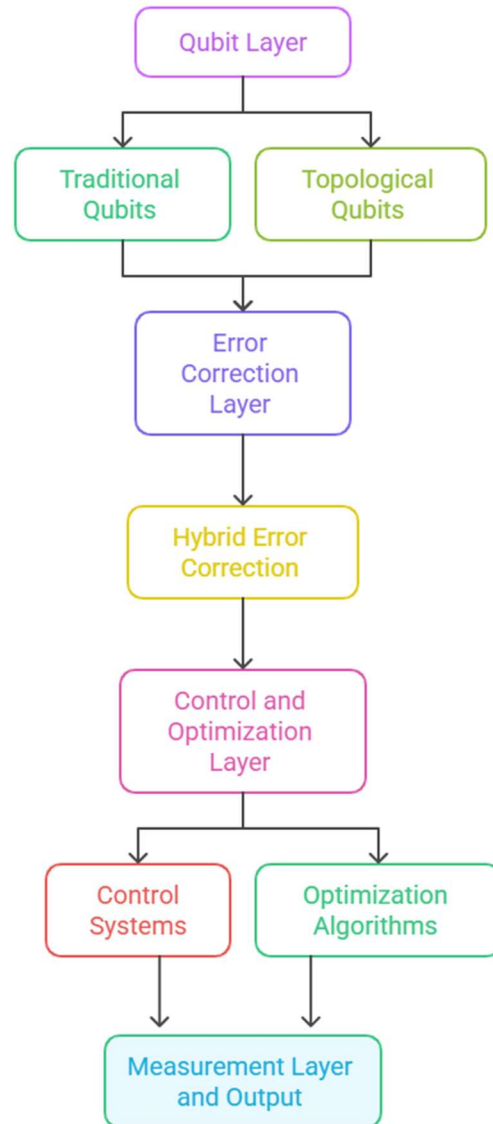 Qubit Layer
Traditional
Qubits
Topological
Qubits
Error
Correction
Layer
Hybrid Error
Correction
Control and
Optimization
Layer
Control
Systems
Optimization
Algorithms
Measurement Layer
and Output